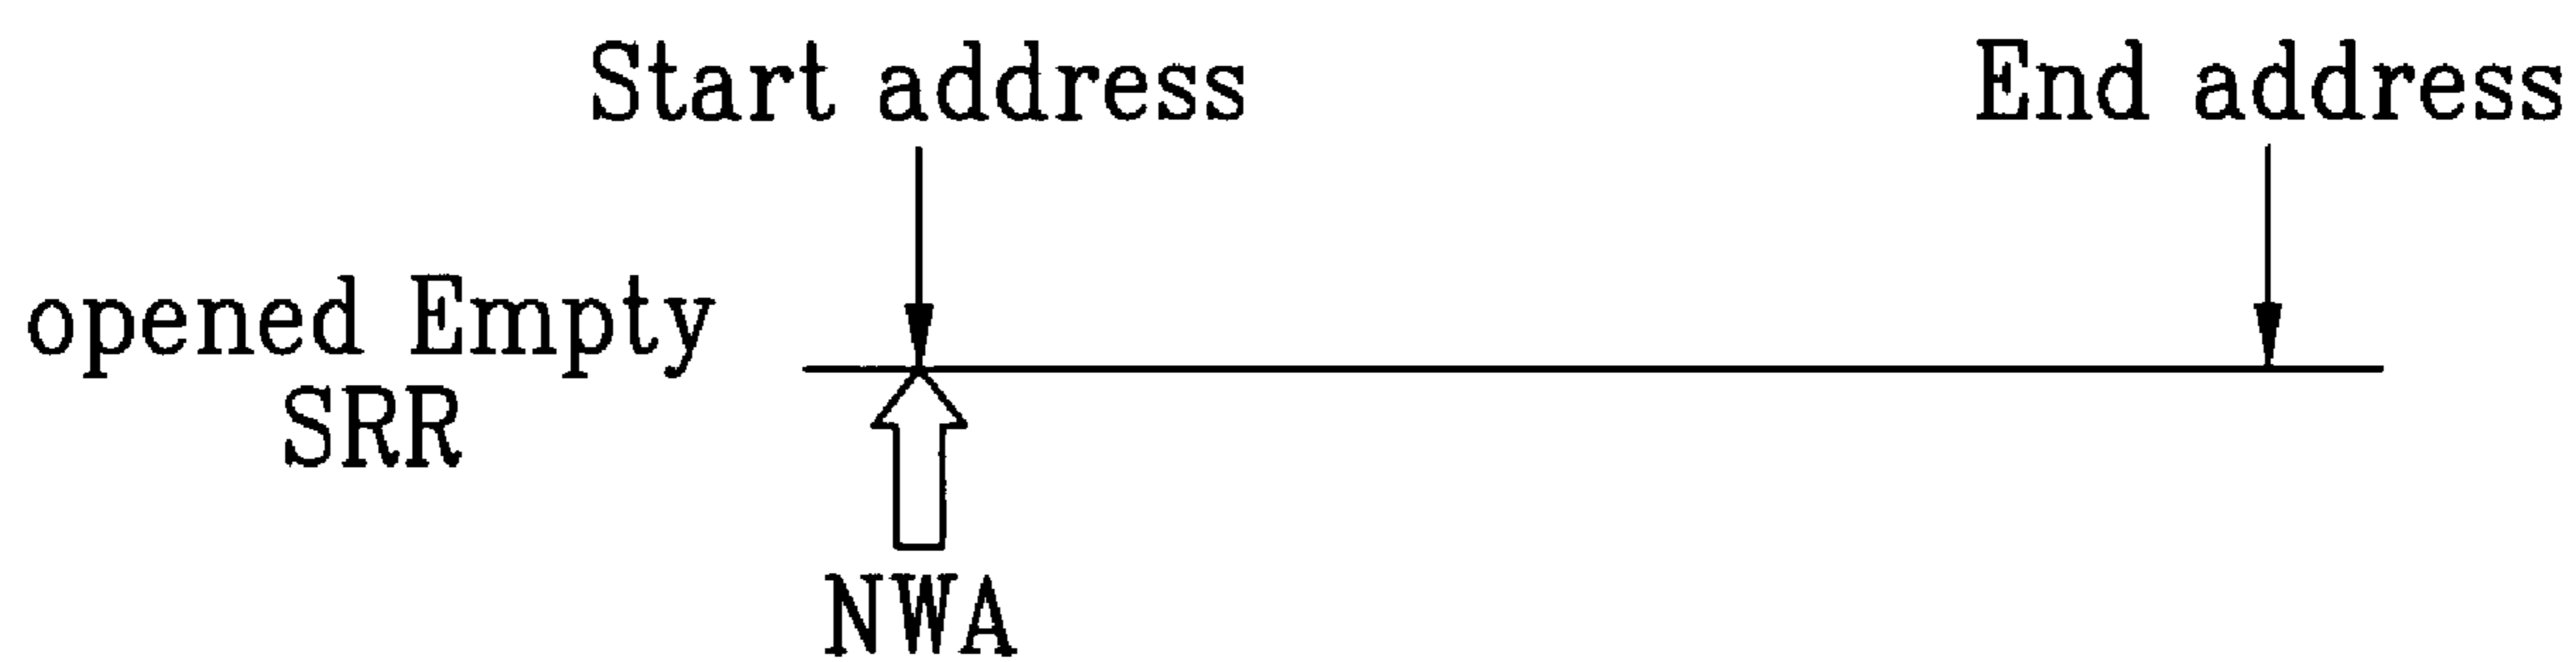 Start address
End address
opened Empty
SRR
NWA